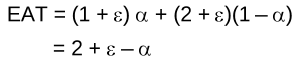 EAT = (1 + ε) α + (2 + ε)(1 – α)
= 2 + ε – α